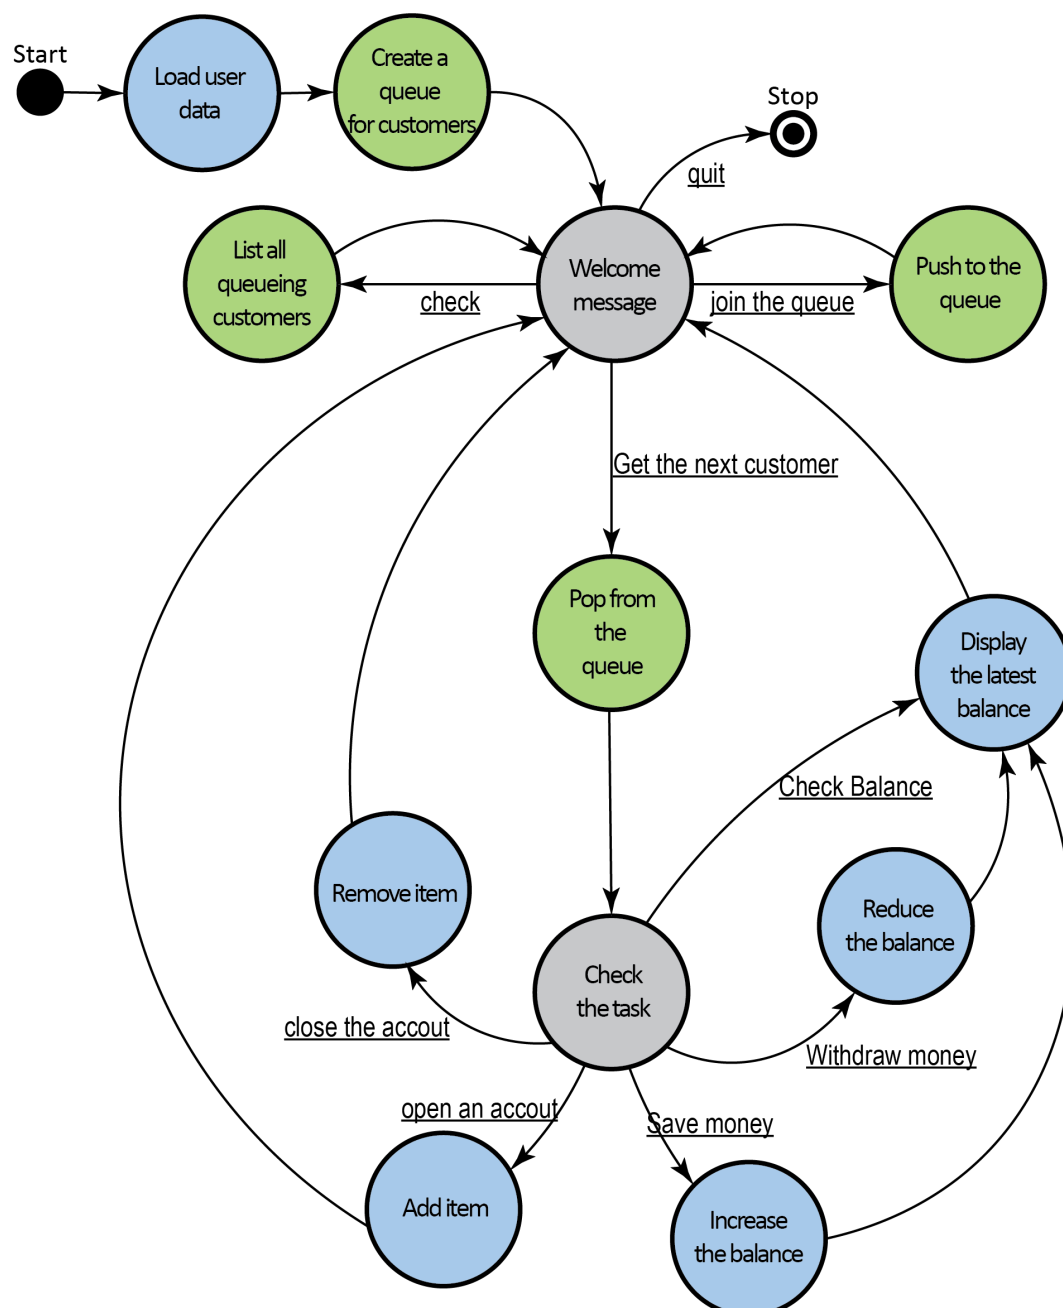 Start
Load user
data
Create a
queue
for customers
Stop
quit
List all
queueing
customers
check
Welcome
message
join the queue
Push to the
queue
Get the next customer
Pop from
the
queue
Display
the latest
balance
Check Balance
Remove item
Reduce
the balance
Check
the task
close the accout
Withdraw money
open an accout
Save money
Add item
Increase
the balance